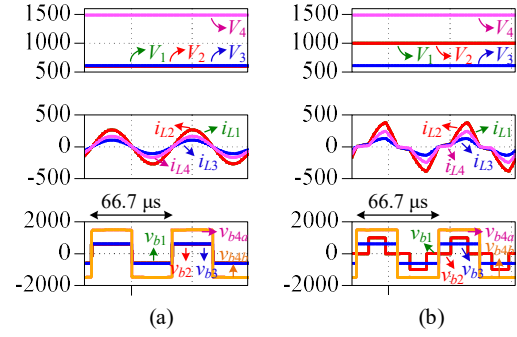 1500
1000
500
V4
V1 V2 V3
1500
1000
500
V4
V1 V2 V3
500
0
-500
iL2 iL1
iL4 iL3
500
0
-500
iL2 iL1
iL4 iL3
66.7 μs
2000
0
-2000
vb1 vb4a
vb2 vb3 vb4b
66.7 μs
2000
0
-2000
vb1 vb4a
vb2 vb3 vb4b
(a)
(b)